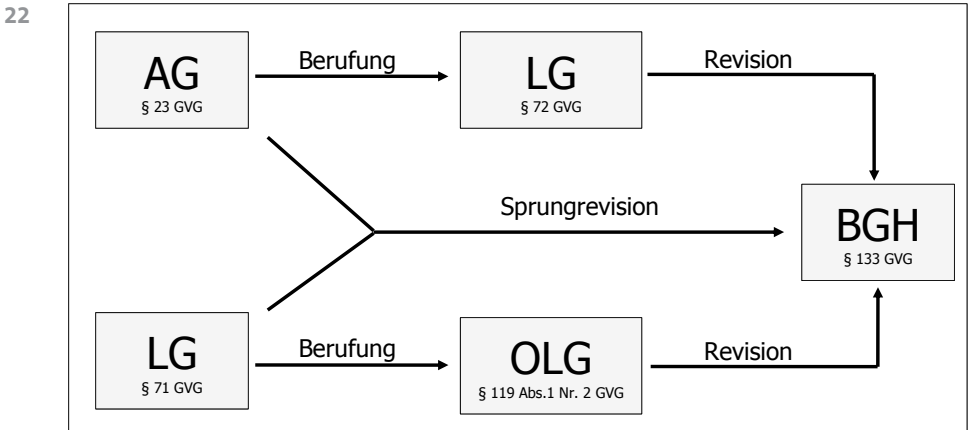 22
AG
§ 23 GVG
Berufung
LG
§ 72 GVG
Revision
Sprungrevision
BGH
§ 133 GVG
LG
§ 71 GVG
Berufung
OLG
§ 119 Abs.1 Nr. 2 GVG
Revision